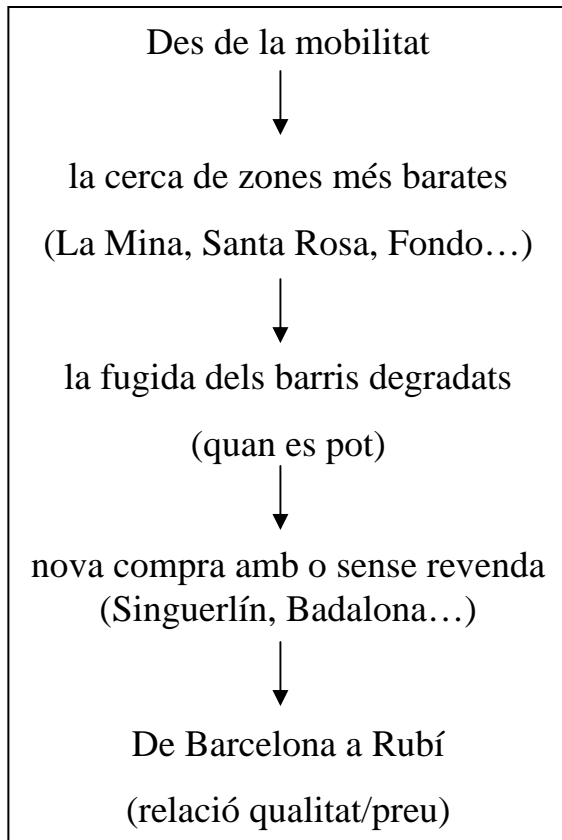 Des de la mobilitat
la cerca de zones més barates
(La Mina, Santa Rosa, Fondo…)
la fugida dels barris degradats
(quan es pot)
nova compra amb o sense revenda
(Singuerlín, Badalona…)
De Barcelona a Rubí
(relació qualitat/preu)